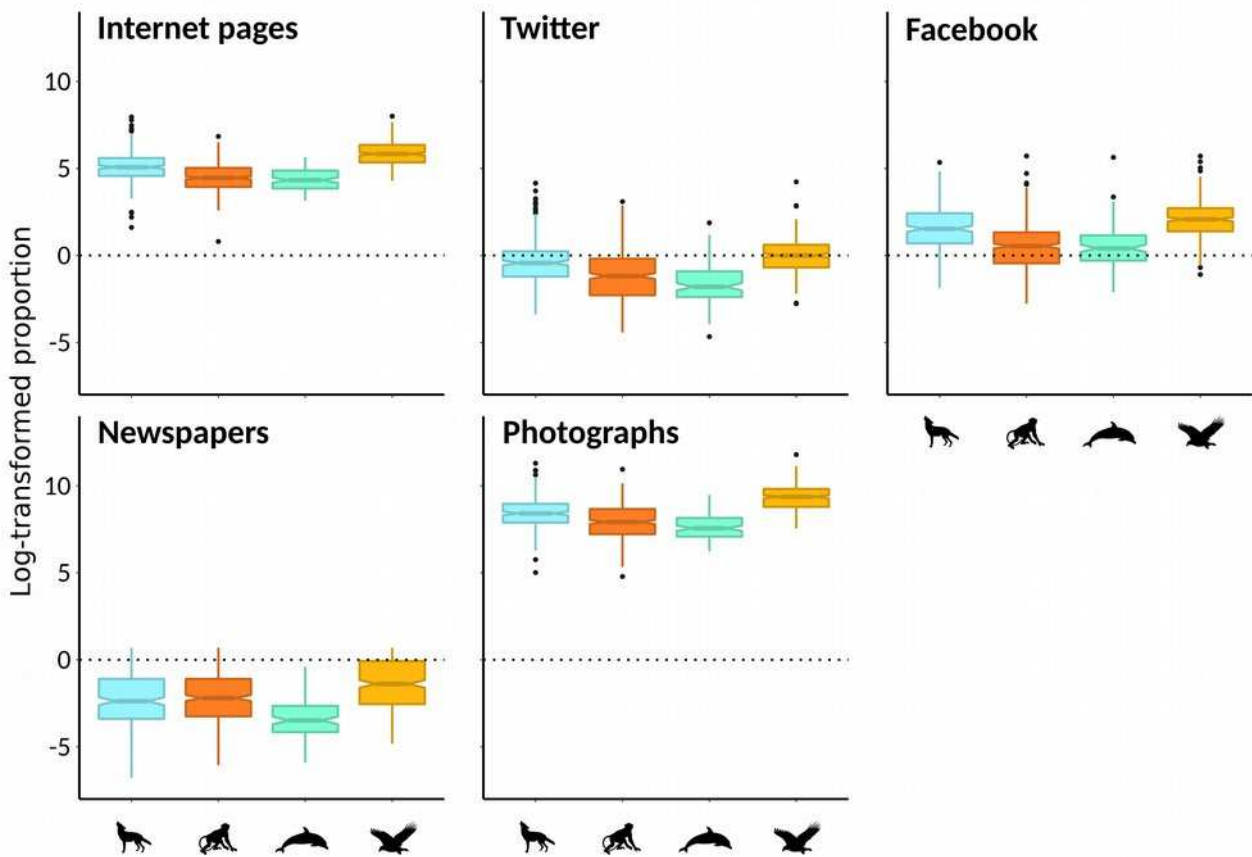 Internet pages
Twitter
Facebook
10
5
0
-5
Log-transformed proportion
Newspapers
Photographs
10
5
0
-5